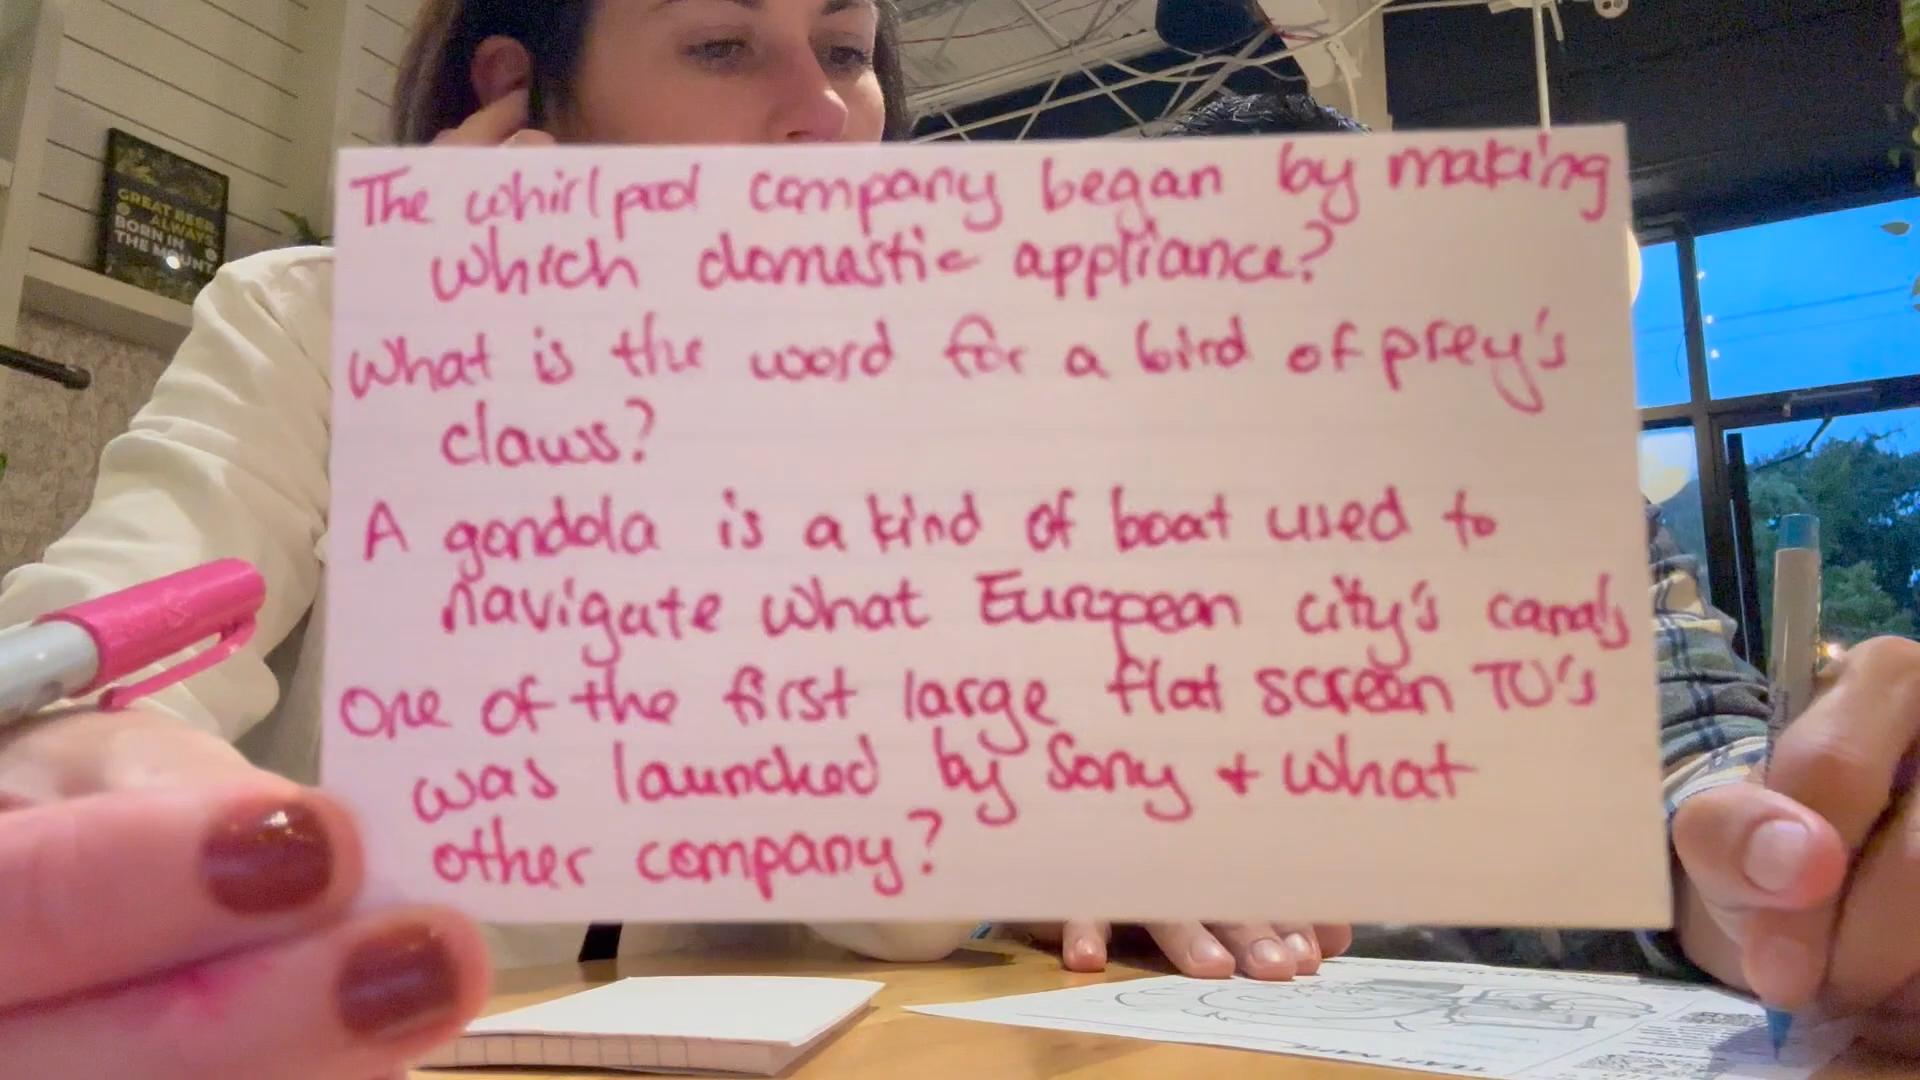 GREAT BEER
ALWAYS.
BORN IN
THE MOUNT
The whirlpool company began by making
which domestic appliance?
What is the word for a bird of prey's
claws?
A gondola is a kind of boat used to
navigate what European city's canals
One of the first large flat screen TV's
was launched by Sony + what
other company?